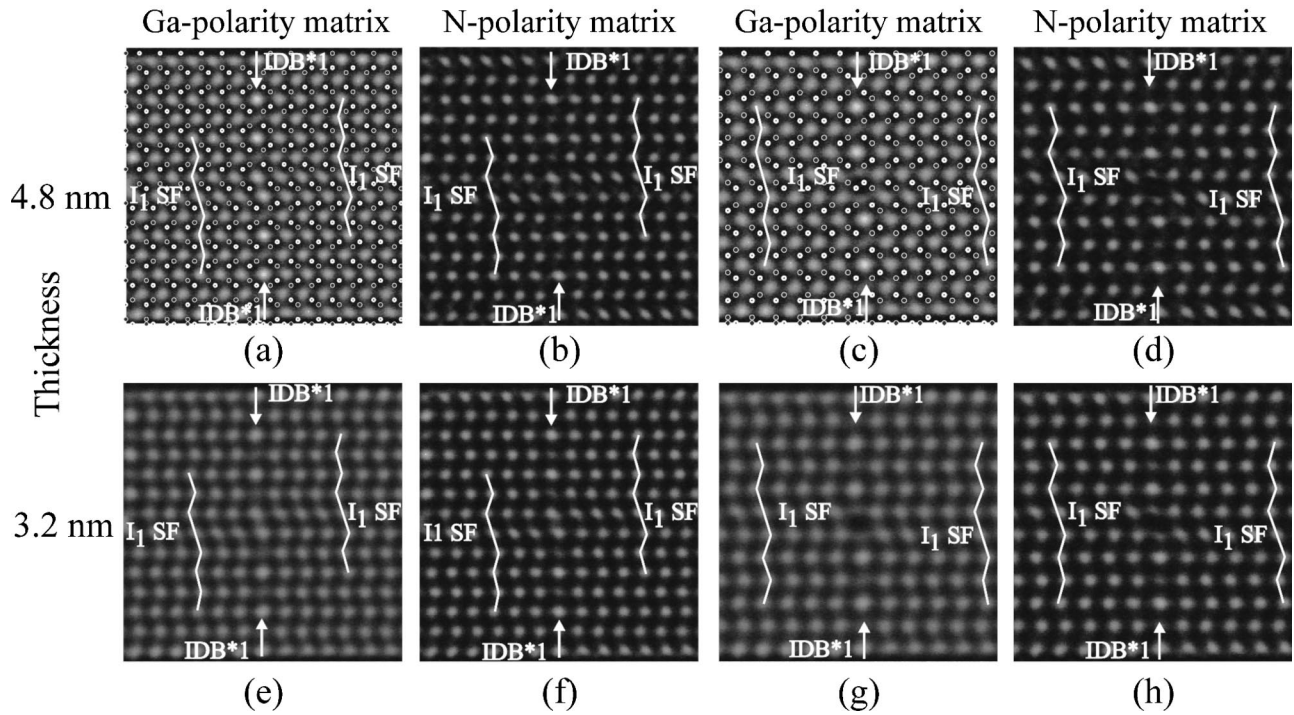 Ga-polarity matrix
N-polarity matrix
Ga-polarity matrix
N-polarity matrix
Thickness
4.8 nm
IDB*1
I1 SF
I1 SF
IDB*1
(a)
IDB*1
I1 SF
I1 SF
IDB*1
(b)
IDB*1
I1 SF
I1 SF
IDB*1
(c)
IDB*1
I1 SF
I1 SF
IDB*1
(d)
3.2 nm
IDB*1
I1 SF
I1 SF
IDB*1
(e)
IDB*1
I1 SF
I1 SF
IDB*1
(f)
IDB*1
I1 SF
I1 SF
IDB*1
(g)
IDB*1
I1 SF
I1 SF
IDB*1
(h)